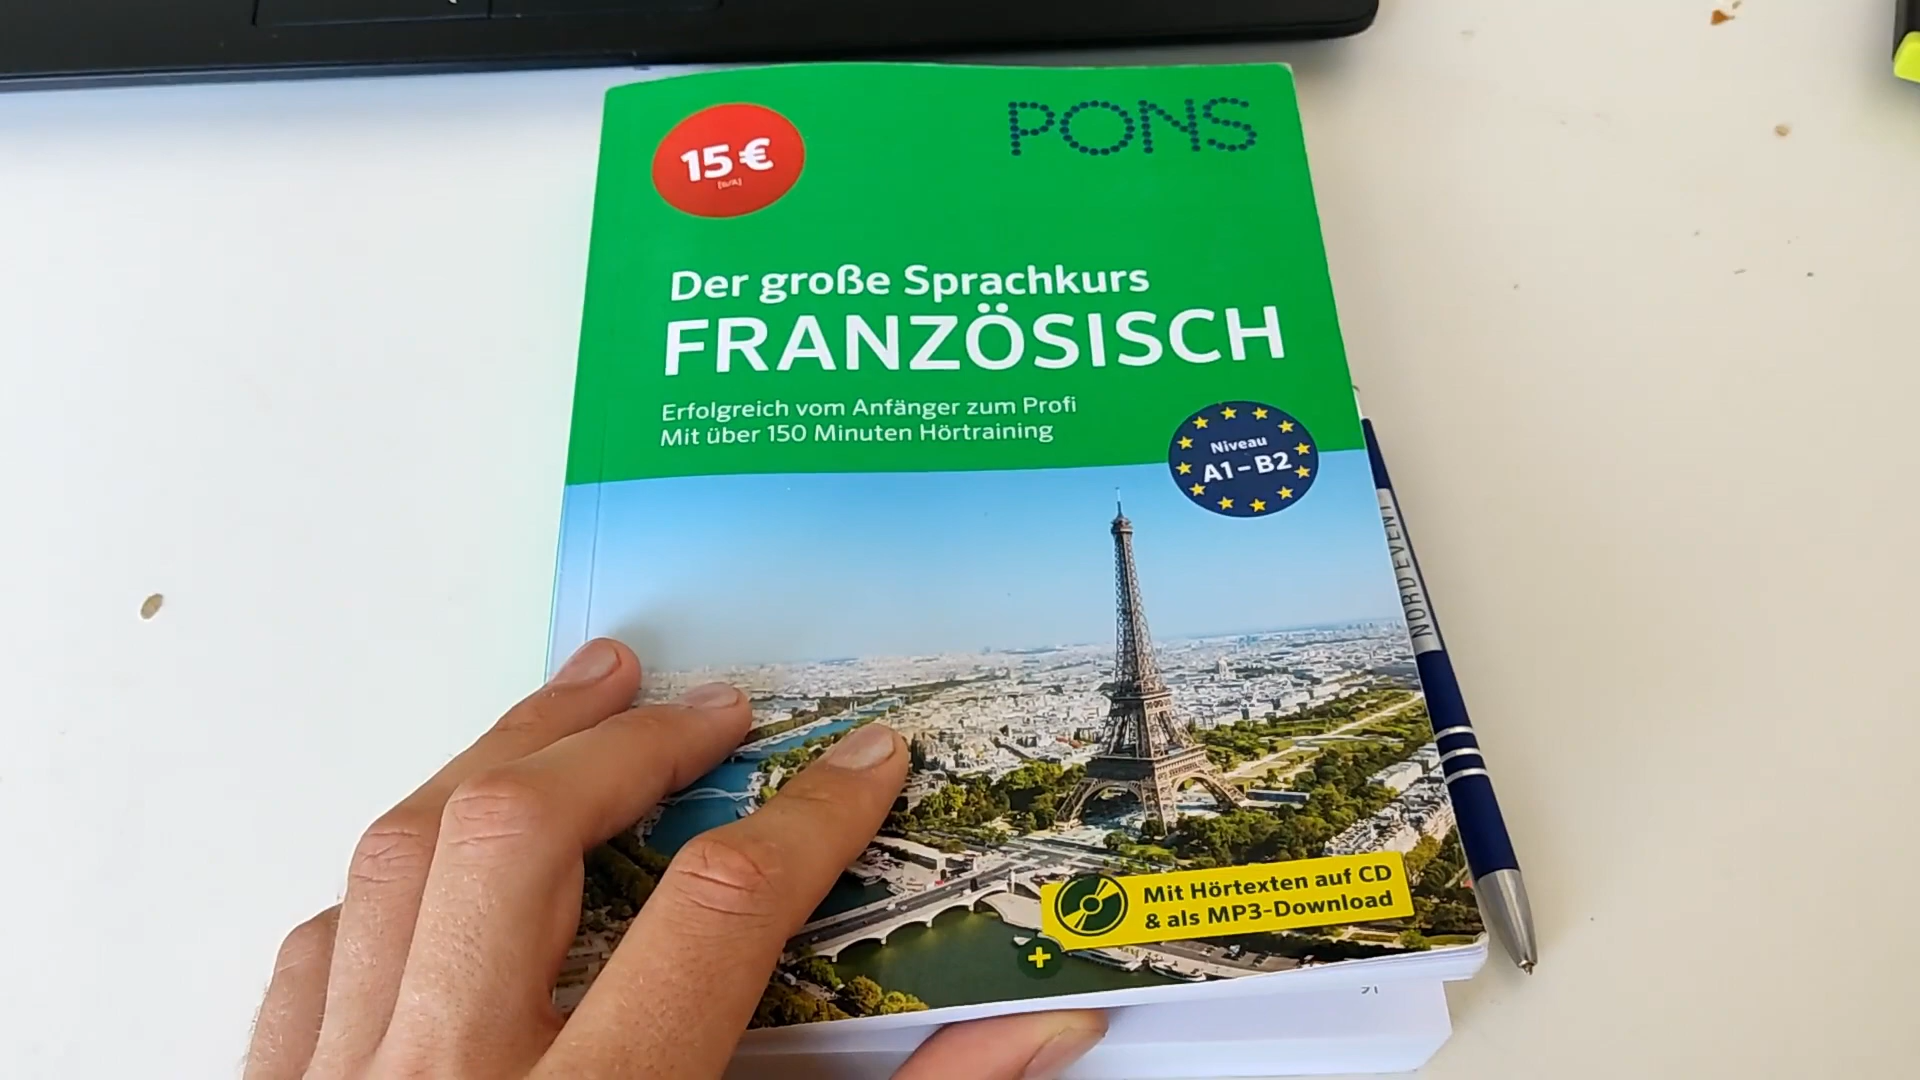 15 €
PONS
Der große Sprachkurs
FRANZÖSISCH
Erfolgreich vom Anfänger zum Profi
Mit über 150 Minuten Hörtraining
Niveau
A1 – B2
NORD EVENT
Mit Hörtexten auf CD
& als MP3-Download
+